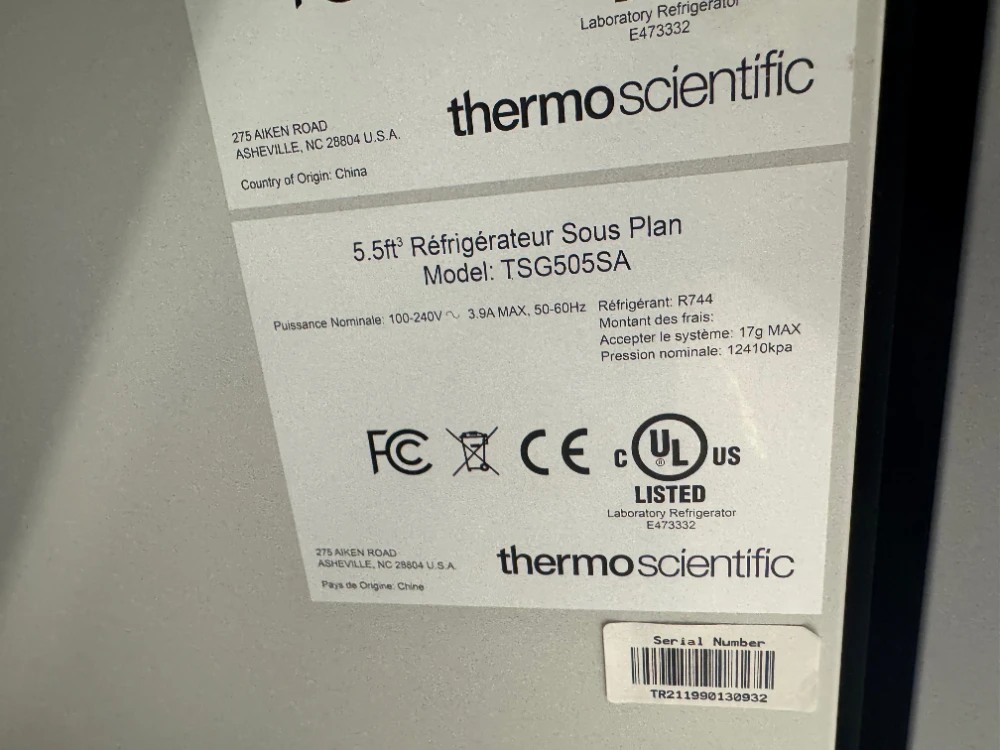 Laboratory Refrigerator
E473332
thermoscientific
275 AIKEN ROAD
ASHEVILLE, NC 28804 U.S.A.
Country of Origin: China
5.5ft³ Réfrigérateur Sous Plan
Model: TSG505SA
Puissance Nominale: 100-240V ~ 3.9A MAX, 50-60Hz
Réfrigérant: R744
Montant des frais:
Accepter le système: 17g MAX
Pression nominale: 12410kpa
FC
CE
C UL ® US
LISTED
Laboratory Refrigerator
E473332
275 AIKEN ROAD
ASHEVILLE, NC 28804 U.S.A.
Pays de Origine: Chine
thermoscientific
Serial Number
TR211990130932